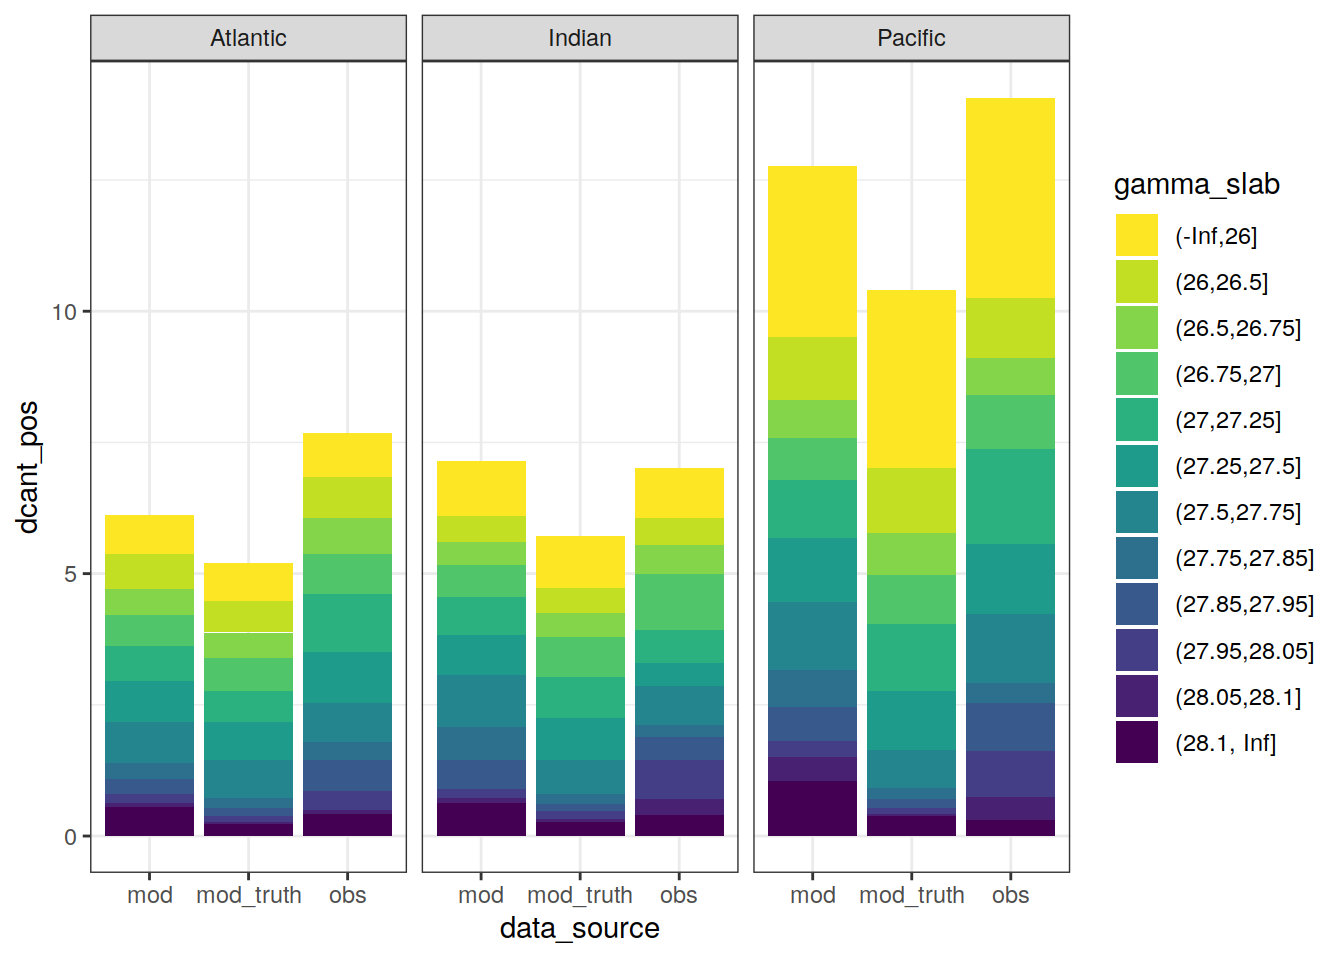 Atlantic
Indian
Pacific
dcant_pos
10
5
0
mod
mod_truth
obs
mod
mod_truth
obs
mod
mod_truth
obs
data_source
gamma_slab
(-Inf,26]
(26,26.5]
(26.5,26.75]
(26.75,27]
(27,27.25]
(27.25,27.5]
(27.5,27.75]
(27.75,27.85]
(27.85,27.95]
(27.95,28.05]
(28.05,28.1]
(28.1, Inf]